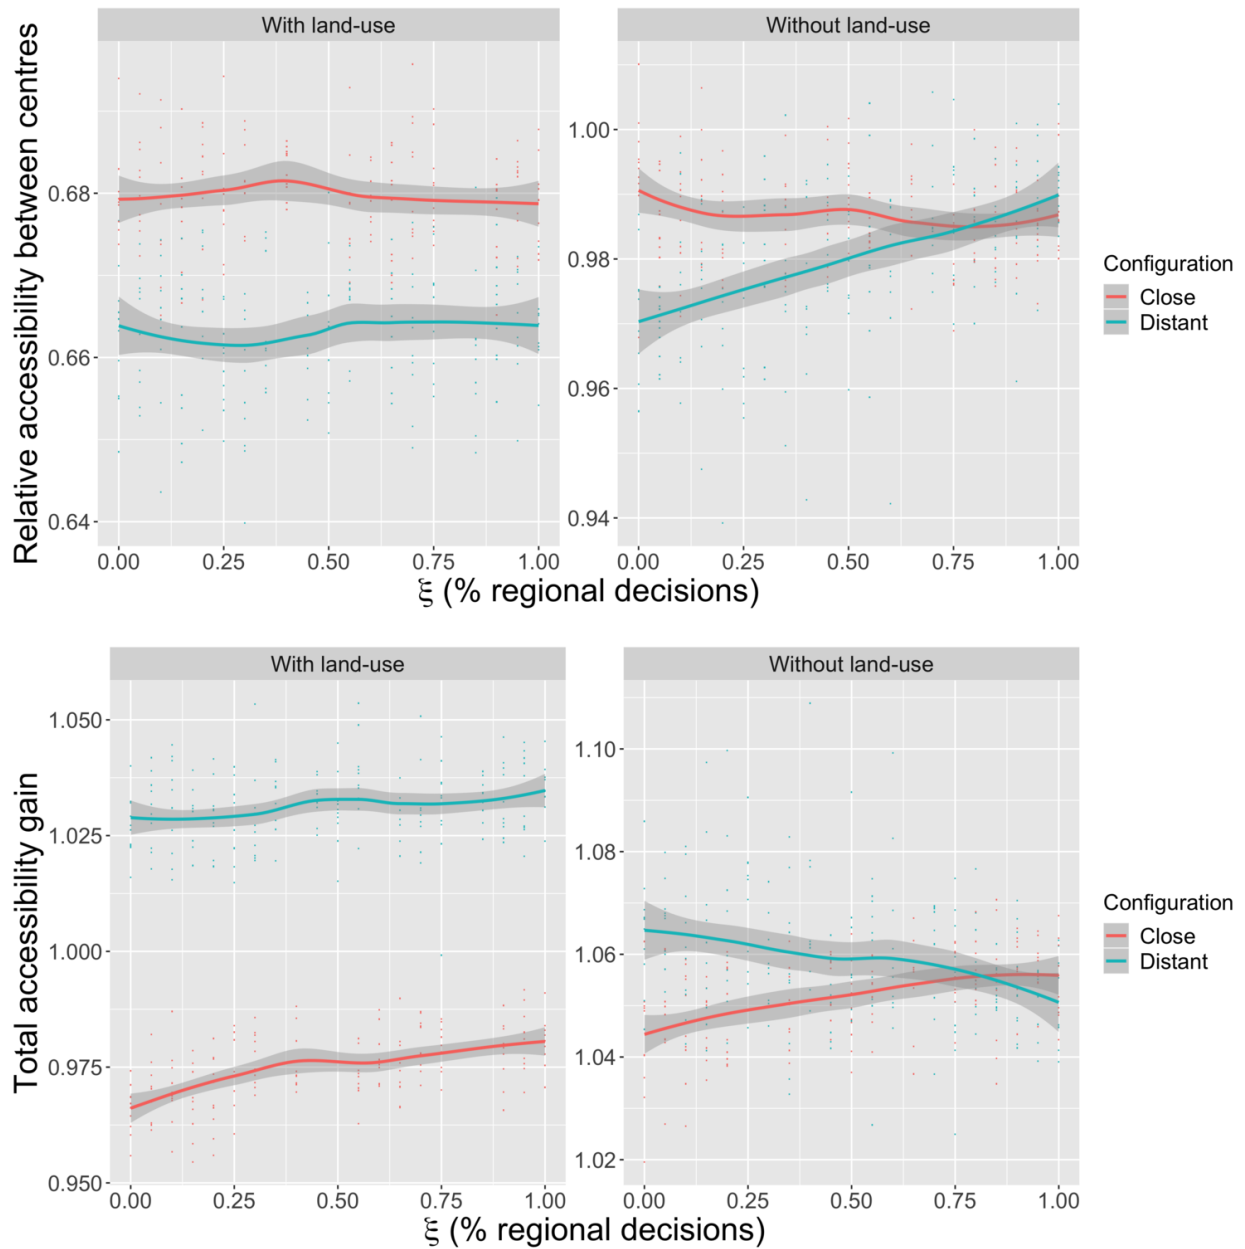 With land-use
Without land-use
Relative accessibility between centres
0.68
0.66
0.64
1.00
0.98
0.96
0.94
0.00 0.25 0.50 0.75 1.00
0.00 0.25 0.50 0.75 1.00
ξ (% regional decisions)
Configuration
Close
Distant
With land-use
Without land-use
Total accessibility gain
1.050
1.025
1.000
0.975
0.950
1.10
1.08
1.06
1.04
1.02
0.00 0.25 0.50 0.75 1.00
0.00 0.25 0.50 0.75 1.00
ξ (% regional decisions)
Configuration
Close
Distant